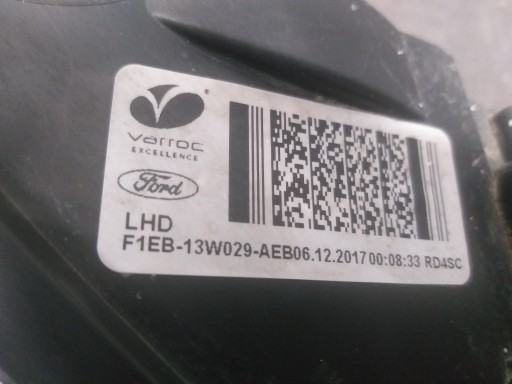 varroc
EXCELLENCE
Ford
LHD
F1EB-13W029-AEB06.12.2017 00:08:33 RD4SC